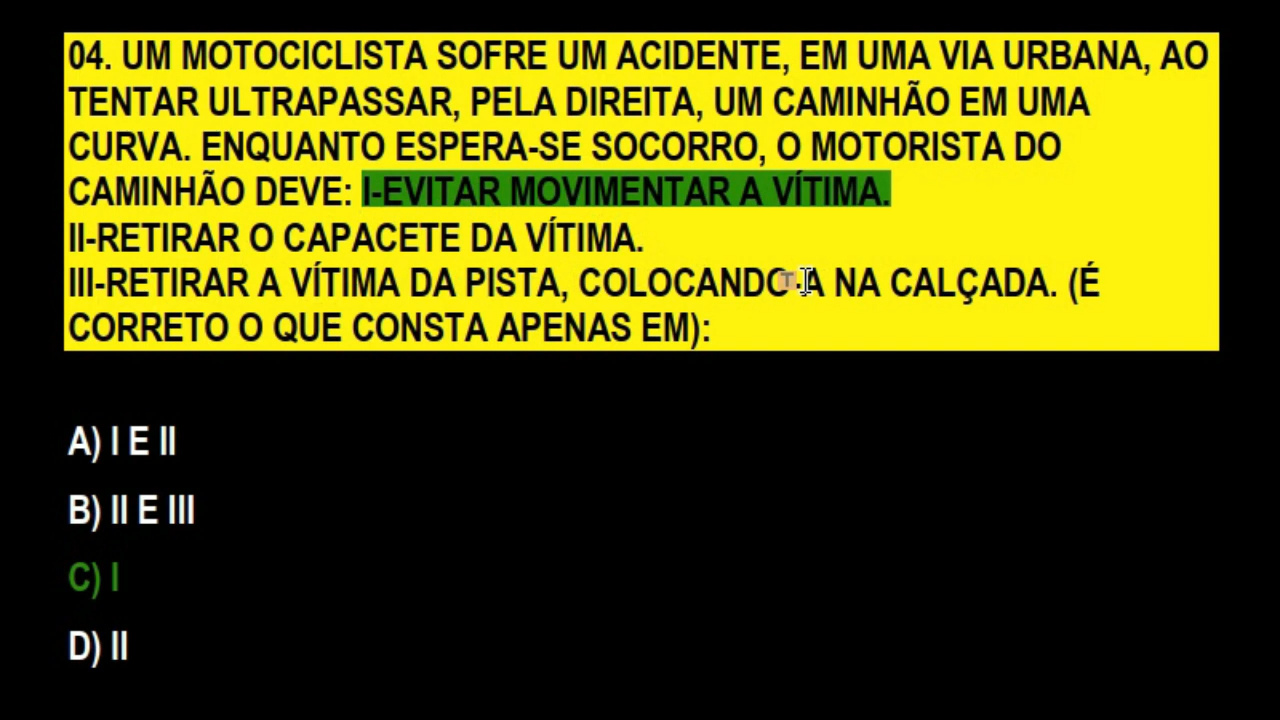 04. UM MOTOCICLISTA SOFRE UM ACIDENTE, EM UMA VIA URBANA, AO
TENTAR ULTRAPASSAR, PELA DIREITA, UM CAMINHÃO EM UMA
CURVA. ENQUANTO ESPERA-SE SOCORRO, O MOTORISTA DO
CAMINHÃO DEVE: I-EVITAR MOVIMENTAR A VÍTIMA.
II-RETIRAR O CAPACETE DA VÍTIMA.
III-RETIRAR A VÍTIMA DA PISTA, COLOCANDO-A NA CALÇADA. (É
CORRETO O QUE CONSTA APENAS EM):
A) I E II
B) II E III
C) I
D) II